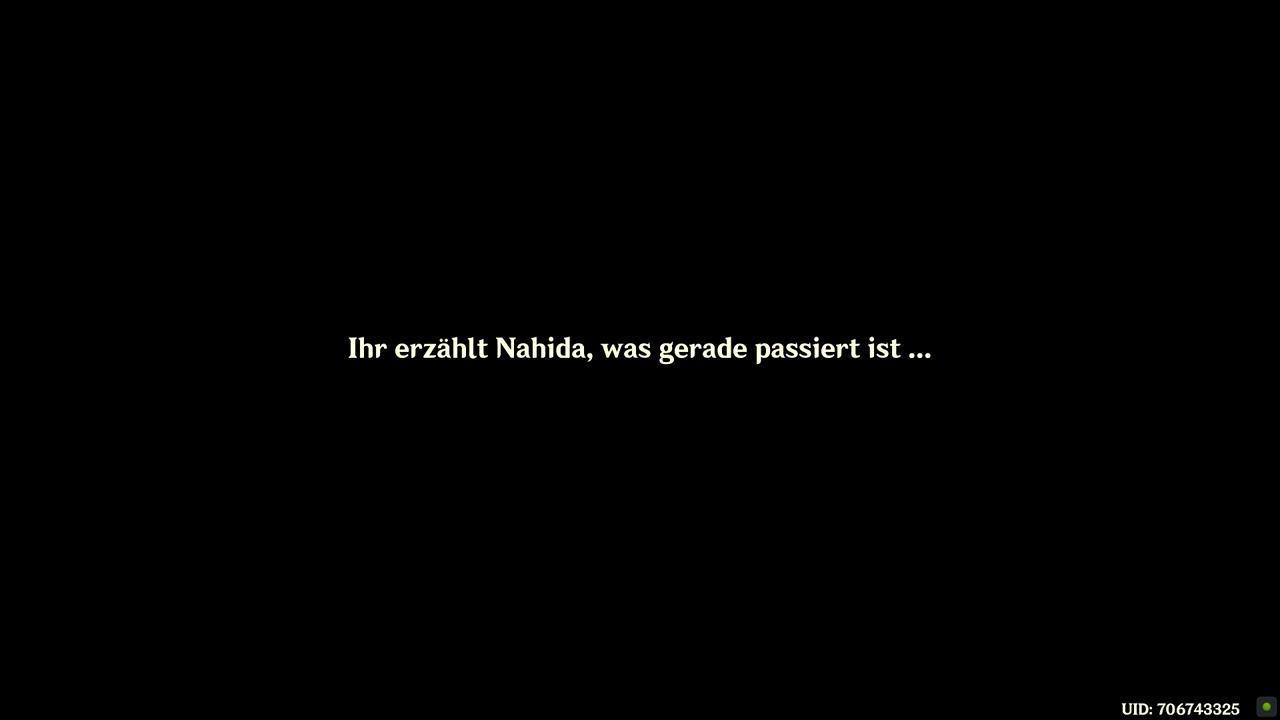 Ihr erzählt Nahida, was gerade passiert ist ...
UID: 706743325